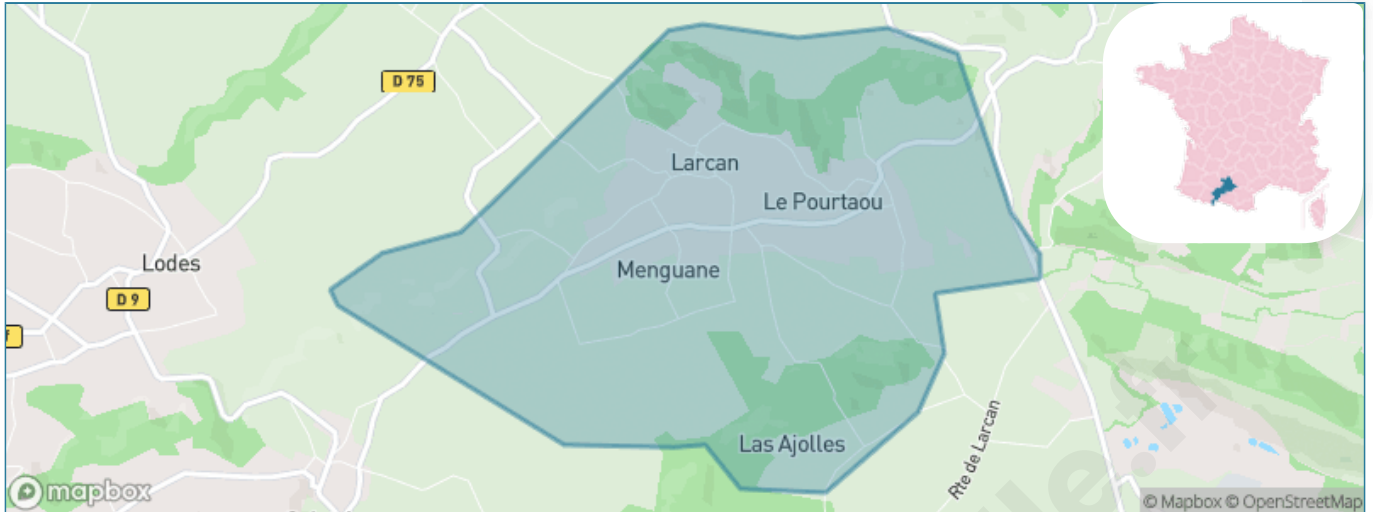 D 75
Larcan
Le Pourtaou
Lodes
Menguane
D 9
f
Las Ajolles
Rte de Larcan
mapbox
© Mapbox © OpenStreetMap